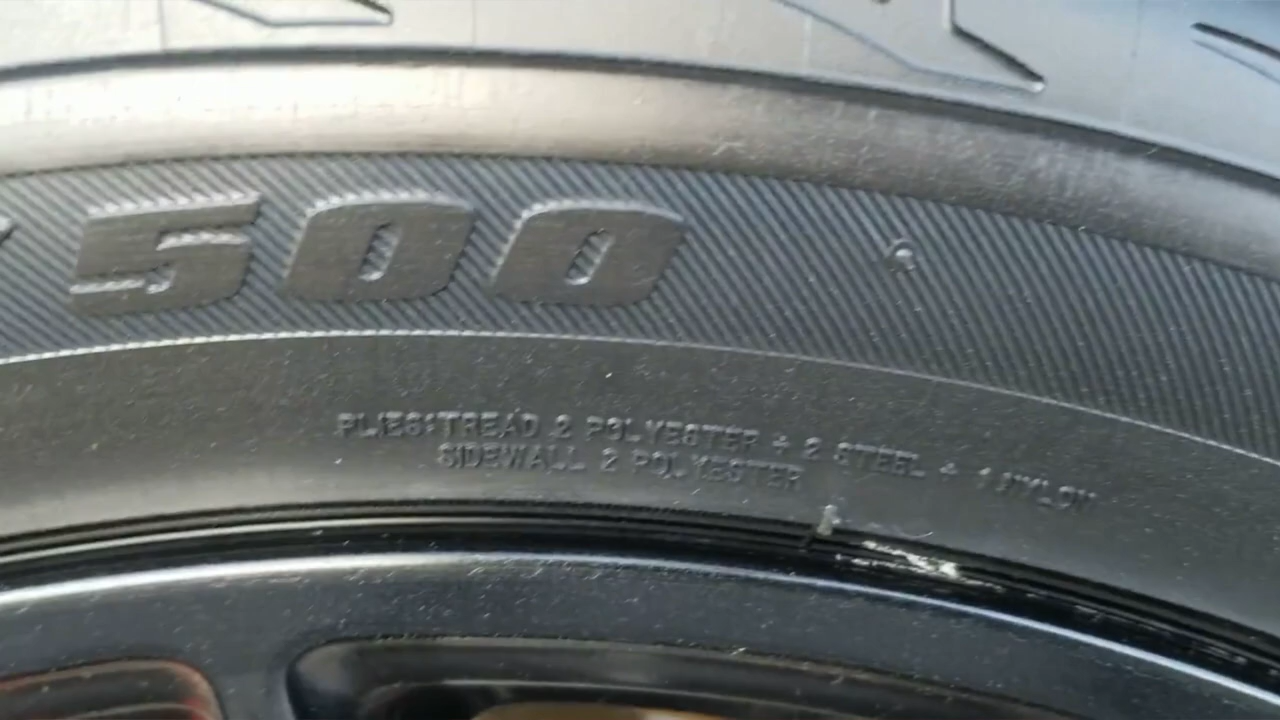 500
PLIES:TREAD 2 POLYESTER + 2 STEEL + 1 NYLON
SIDEWALL 2 POLYESTER